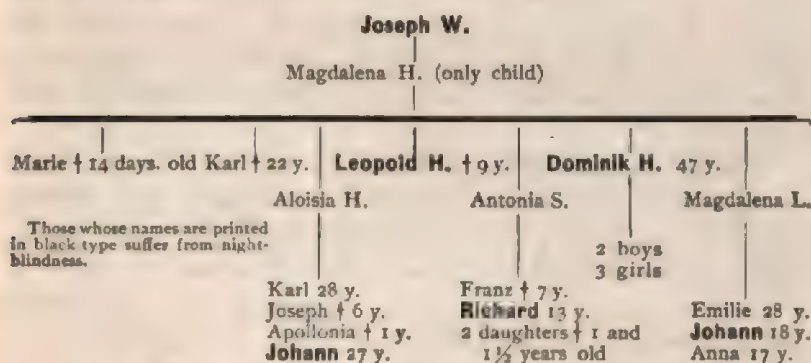 Joseph W.
Magdalena H. (only child)
Marie † 14 days. old Karl † 22 y. Leopold H. † 9 y. Dominik H. 47 y.
Aloisia H. Antonia S. Magdalena L.
Those whose names are printed
in black type suffer from night-
blindness.
2 boys
3 girls
Karl 28 y.
Joseph † 6 y.
Apollonia † 1 y.
Johann 27 y.
Franz † 7 y.
Richard 13 y.
2 daughters † 1 and
1½ years old
Emilie 28 y.
Johann 18 y.
Anna 17 y.